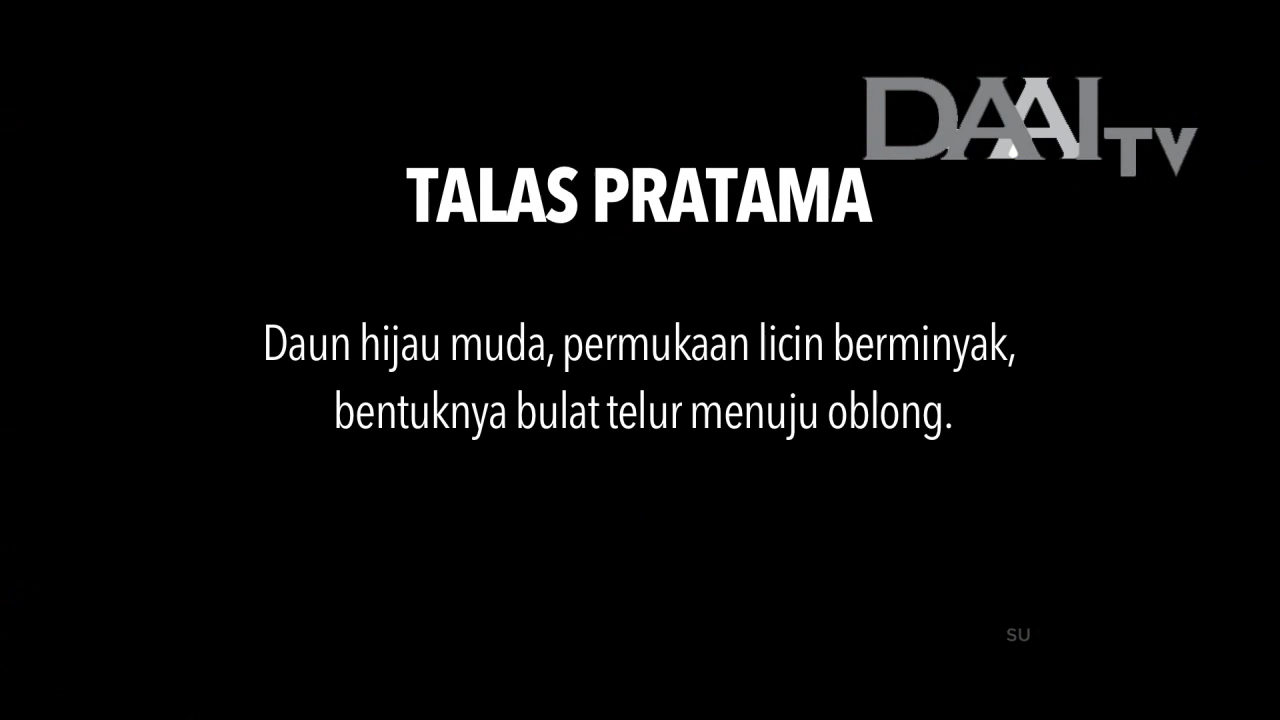 DAAI TV
TALAS PRATAMA
Daun hijau muda, permukaan licin berminyak,
bentuknya bulat telur menuju oblong.
SU